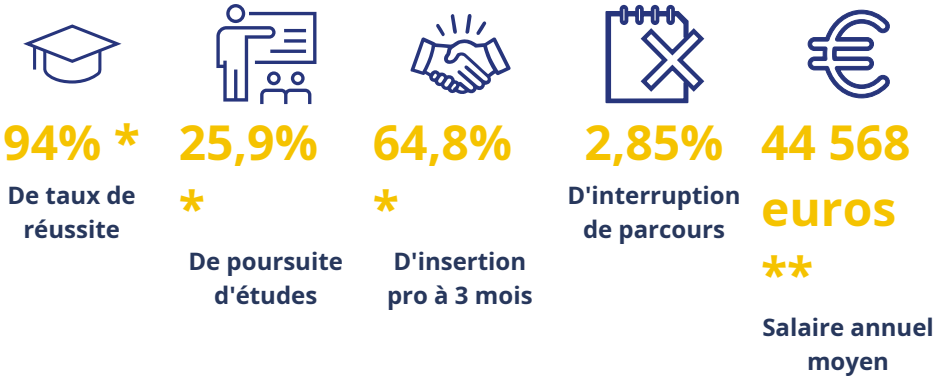 94% *
De taux de
réussite
25,9%
*
De poursuite
d'études
64,8%
*
D'insertion
pro à 3 mois
2,85%
D'interruption
de parcours
44 568
euros
**
Salaire annuel
moyen